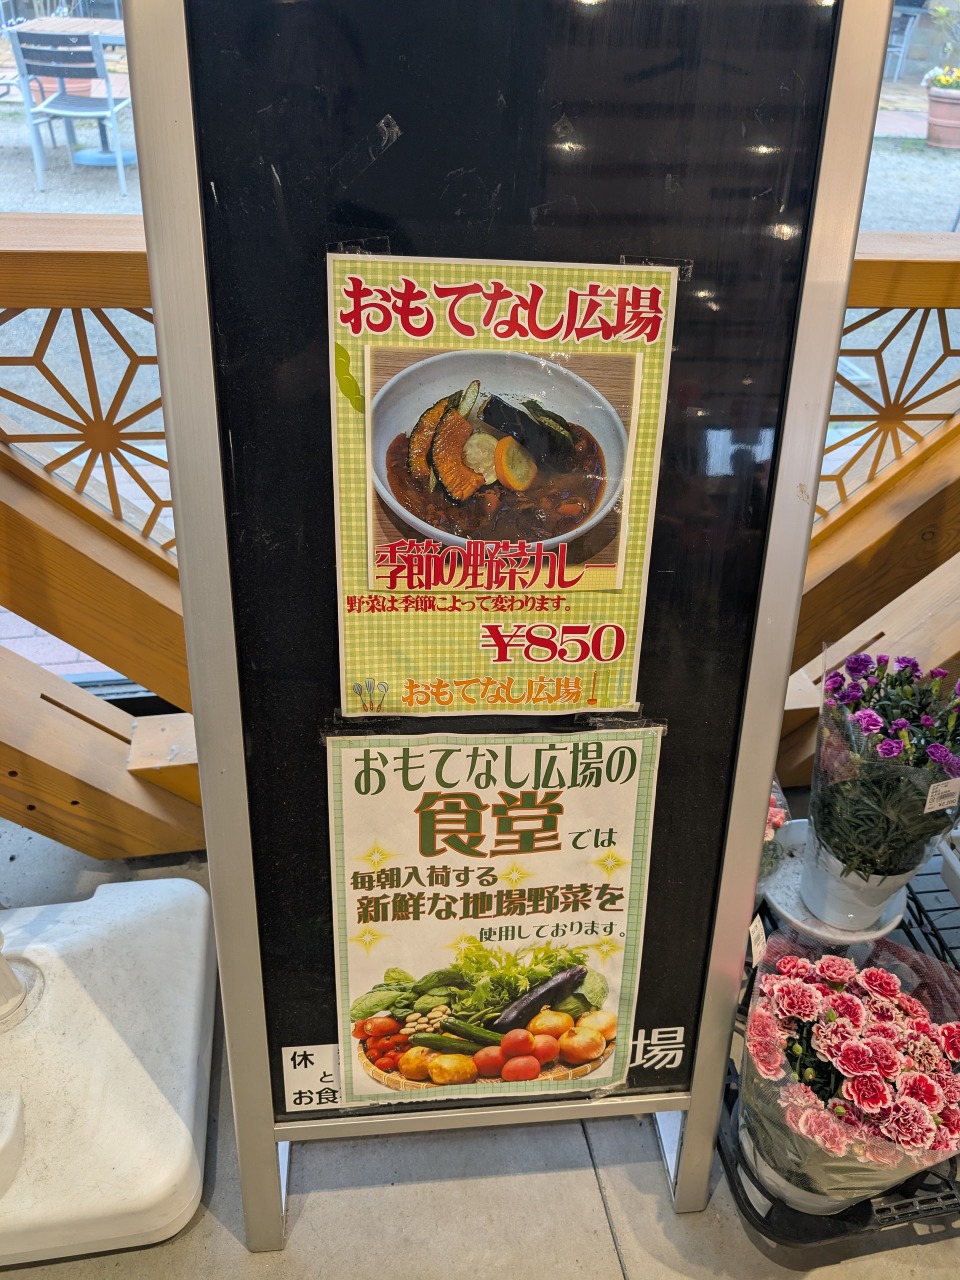 おもてなし広場
季節の野菜カレー
野菜は季節によって変わります。
¥850
おもてなし広場
おもてなし広場の
食堂では
毎朝入荷する
新鮮な地場野菜を
使用しております。
休
と
お食
場